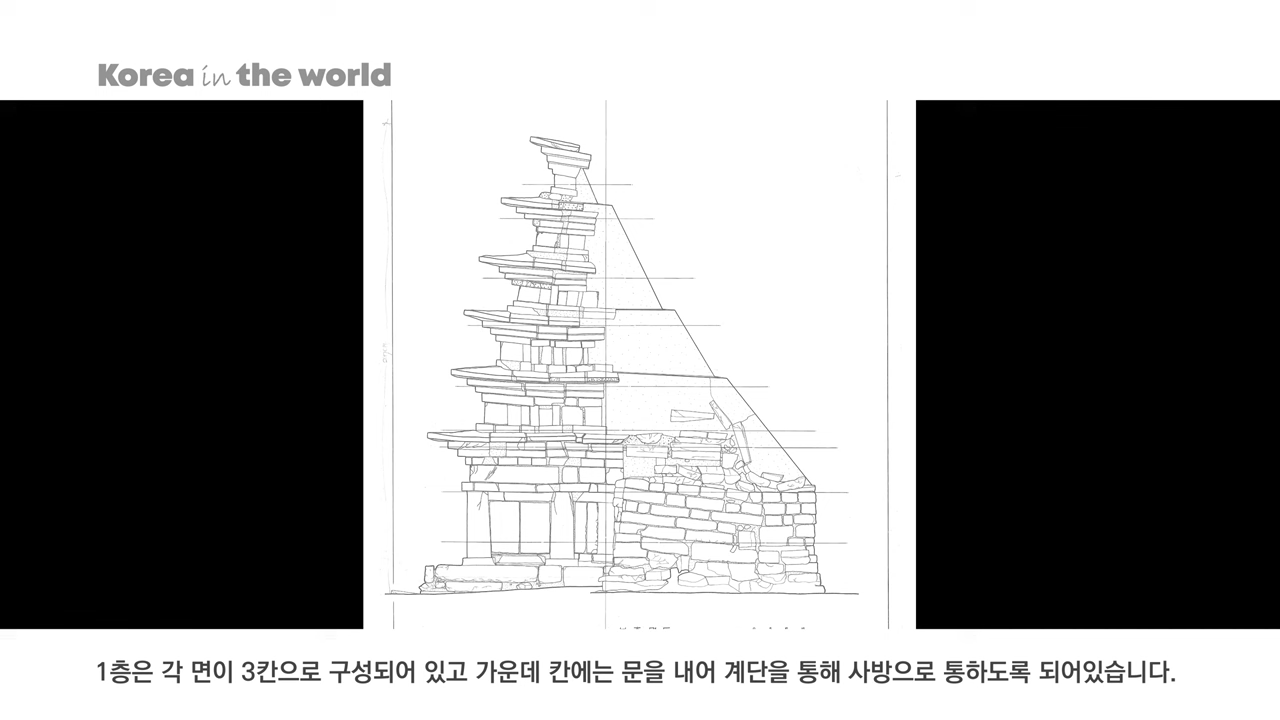 Korea in the world
1층은 각 면이 3칸으로 구성되어 있고 가운데 칸에는 문을 내어 계단을 통해 사방으로 통하도록 되어있습니다.